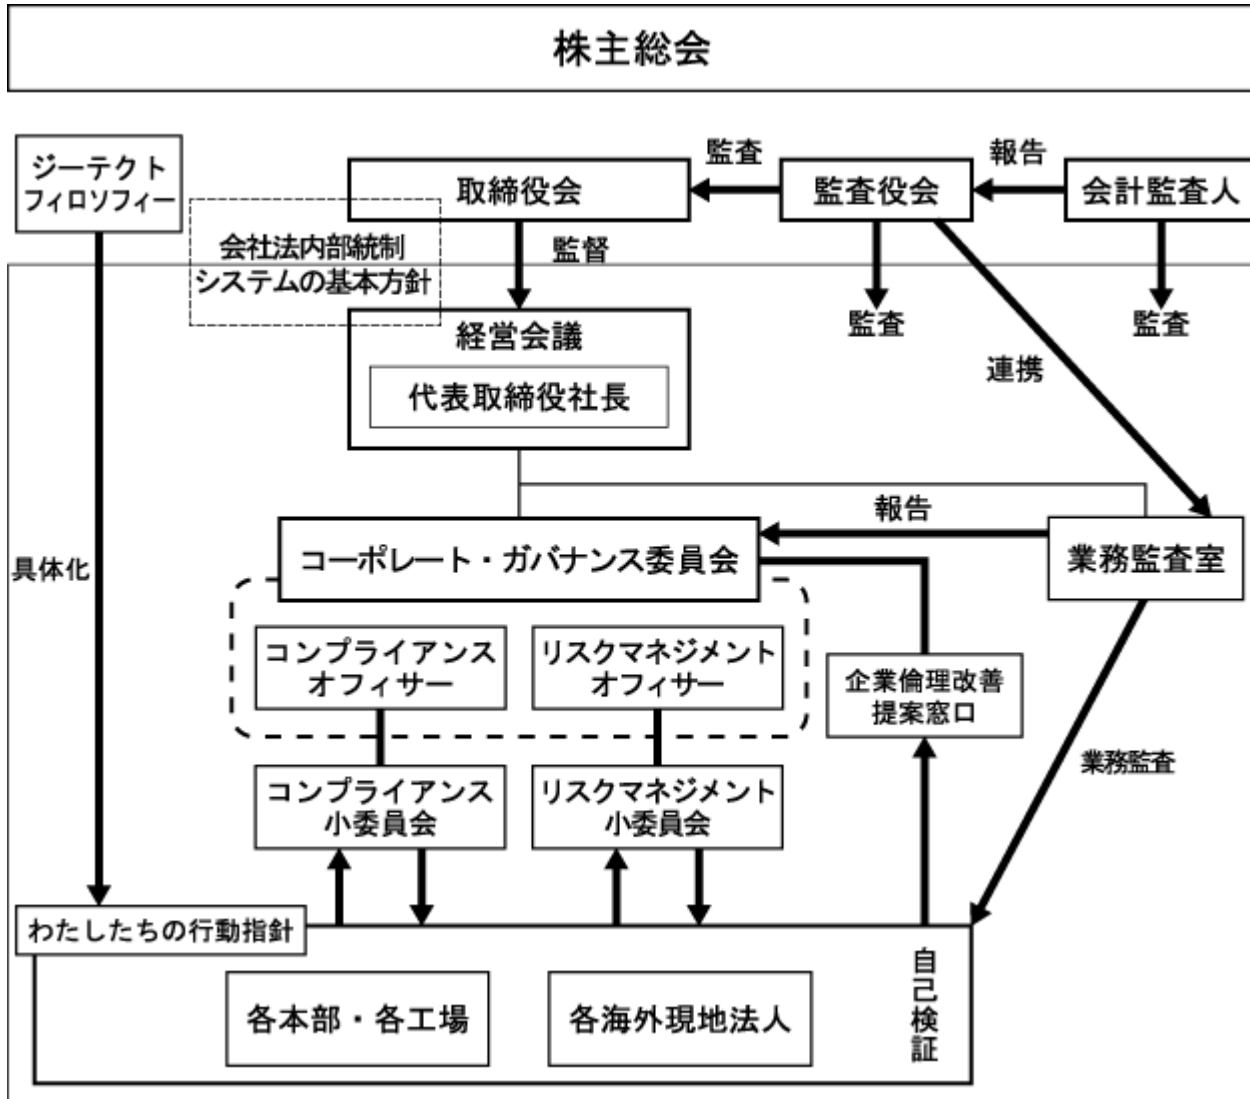 株主総会
ジーテクト
フィロソフィー
取締役会
監査
監査役会
報告
会計監査人
会社法内部統制
システムの基本方針
監督
監査
監査
経営会議
代表取締役社長
連携
報告
コーポレート・ガバナンス委員会
業務監査室
具体化
コンプライアンス
オフィサー
リスクマネジメント
オフィサー
企業倫理改善
提案窓口
業務監査
コンプライアンス
小委員会
リスクマネジメント
小委員会
わたしたちの行動指針
各本部・各工場
各海外現地法人
自己検証